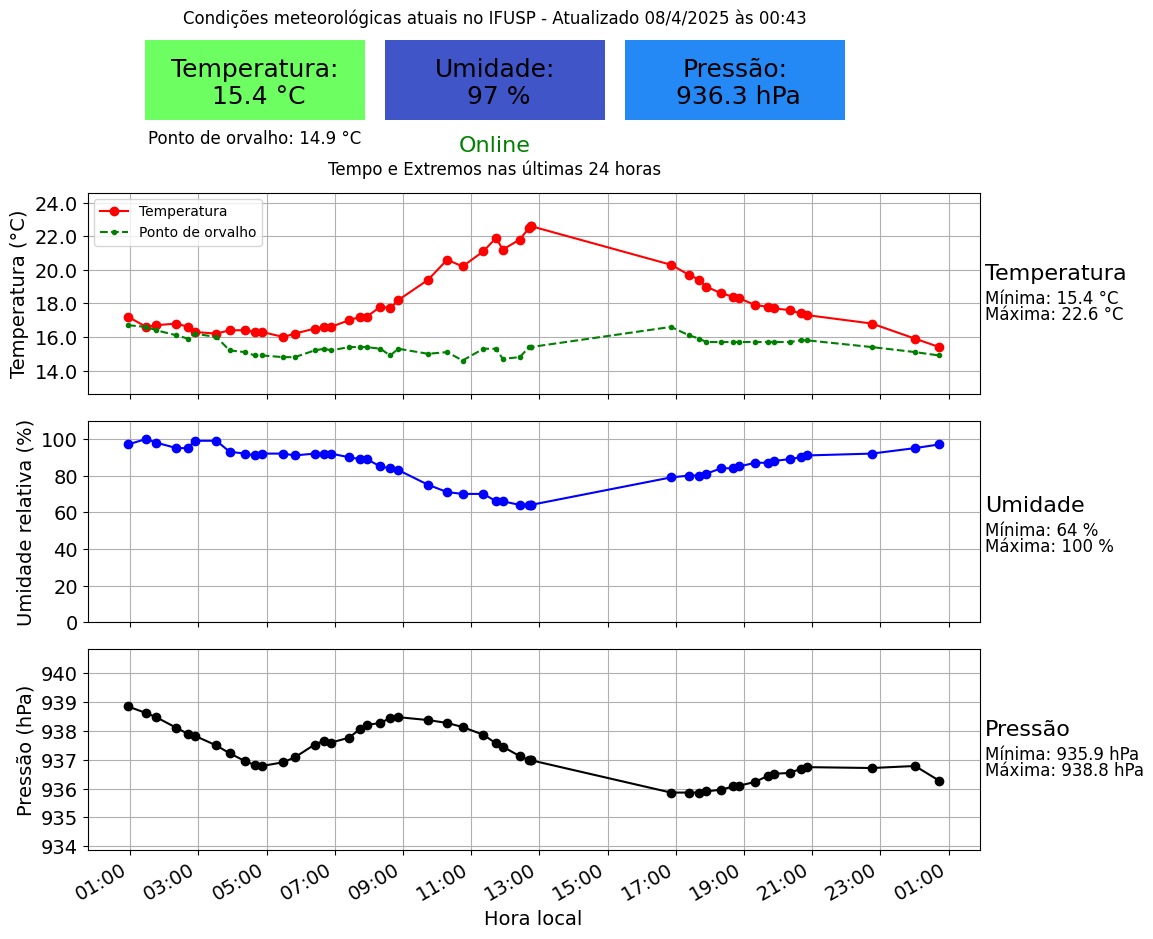 Condições meteorológicas atuais no IFUSP - Atualizado 08/4/2025 às 00:43
Temperatura:
15.4 °C
Umidade:
97 %
Pressão:
936.3 hPa
Ponto de orvalho: 14.9 °C
Online
Tempo e Extremos nas últimas 24 horas
Temperatura (°C)
24.0
22.0
20.0
18.0
16.0
14.0
Temperatura
Ponto de orvalho
Temperatura
Mínima: 15.4 °C
Máxima: 22.6 °C
Umidade relativa (%)
100
80
60
40
20
0
Umidade
Mínima: 64 %
Máxima: 100 %
Pressão (hPa)
940
939
938
937
936
935
934
Pressão
Mínima: 935.9 hPa
Máxima: 938.8 hPa
01:00 03:00 05:00 07:00 09:00 11:00 13:00 15:00 17:00 19:00 21:00 23:00 01:00
Hora local